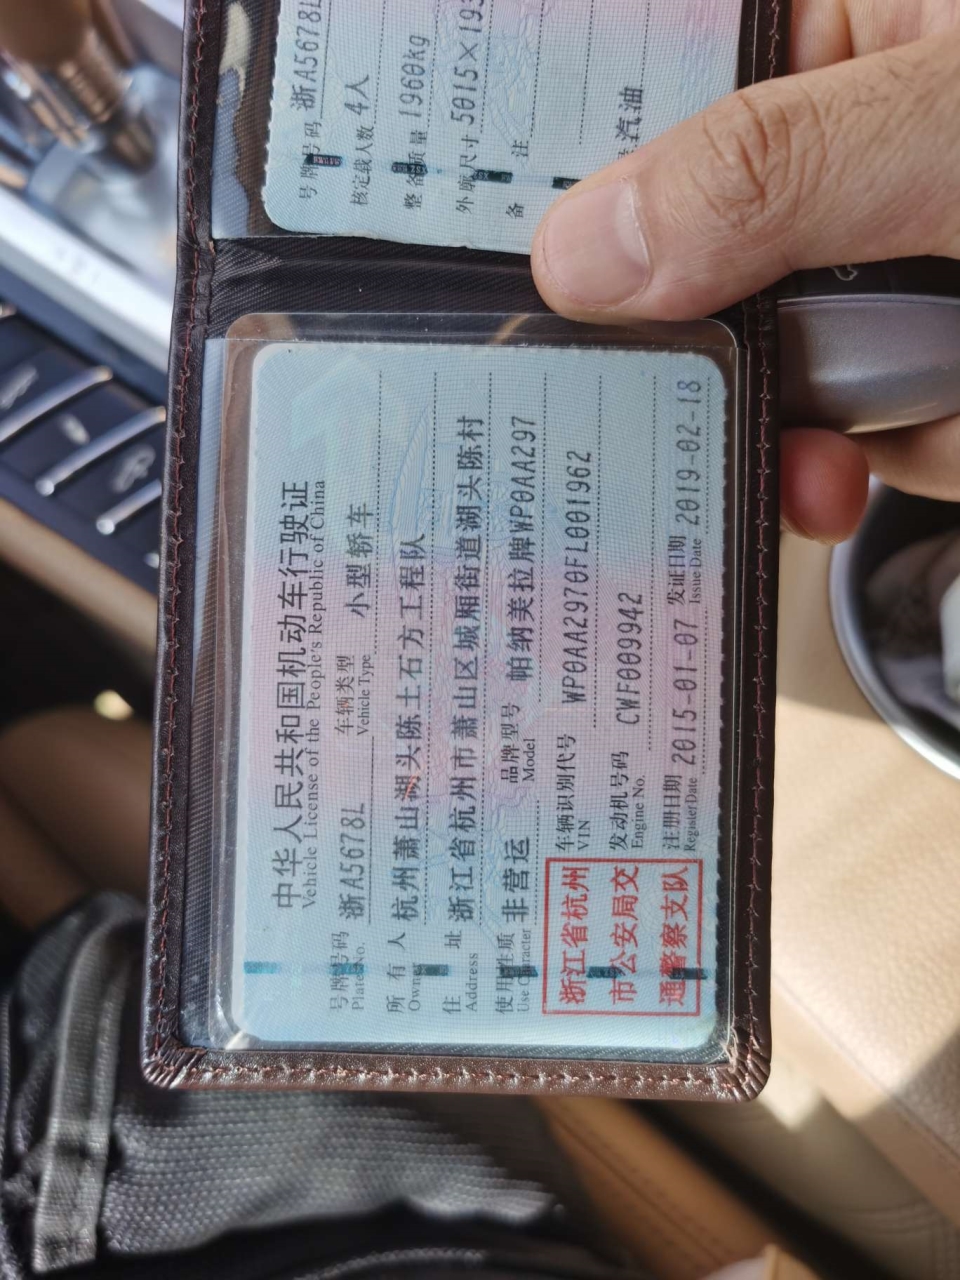 中华人民共和国机动车行驶证
Vehicle License of the People's Republic of China
号牌号码 浙A5678L 车辆类型 小型轿车
Plate No. Vehicle Type
所有人 杭州萧山湖头陈土石方工程队
Owner
住址 浙江省杭州市萧山区城厢街道湖头陈村
Address
使用性质 非营运 品牌型号 帕纳美拉牌WP0AA297
Use Character Model
浙江省杭州
市公安局交
通警察支队
车辆识别代号 WP0AA2970FL001962
VIN
发动机号码 CWF009942
Engine No.
注册日期 2015-01-07 发证日期 2019-02-18
Register Date Issue Date
号牌号码 浙A5678L
核定载人数 4人
整备质量 1960kg
外廓尺寸 5015×193
备注
汽油